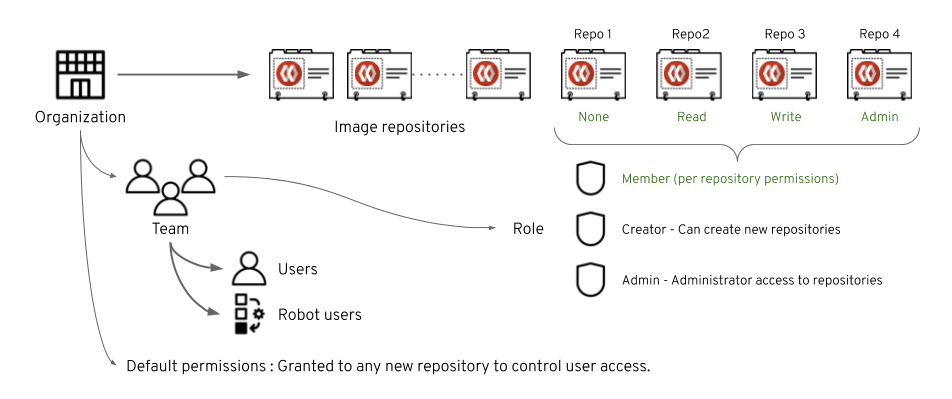 Repo 1
Repo2
Repo 3
Repo 4
Organization
Image repositories
None
Read
Write
Admin
Member (per repository permissions)
Team
Role
Creator - Can create new repositories
Users
Admin - Administrator access to repositories
Robot users
Default permissions : Granted to any new repository to control user access.